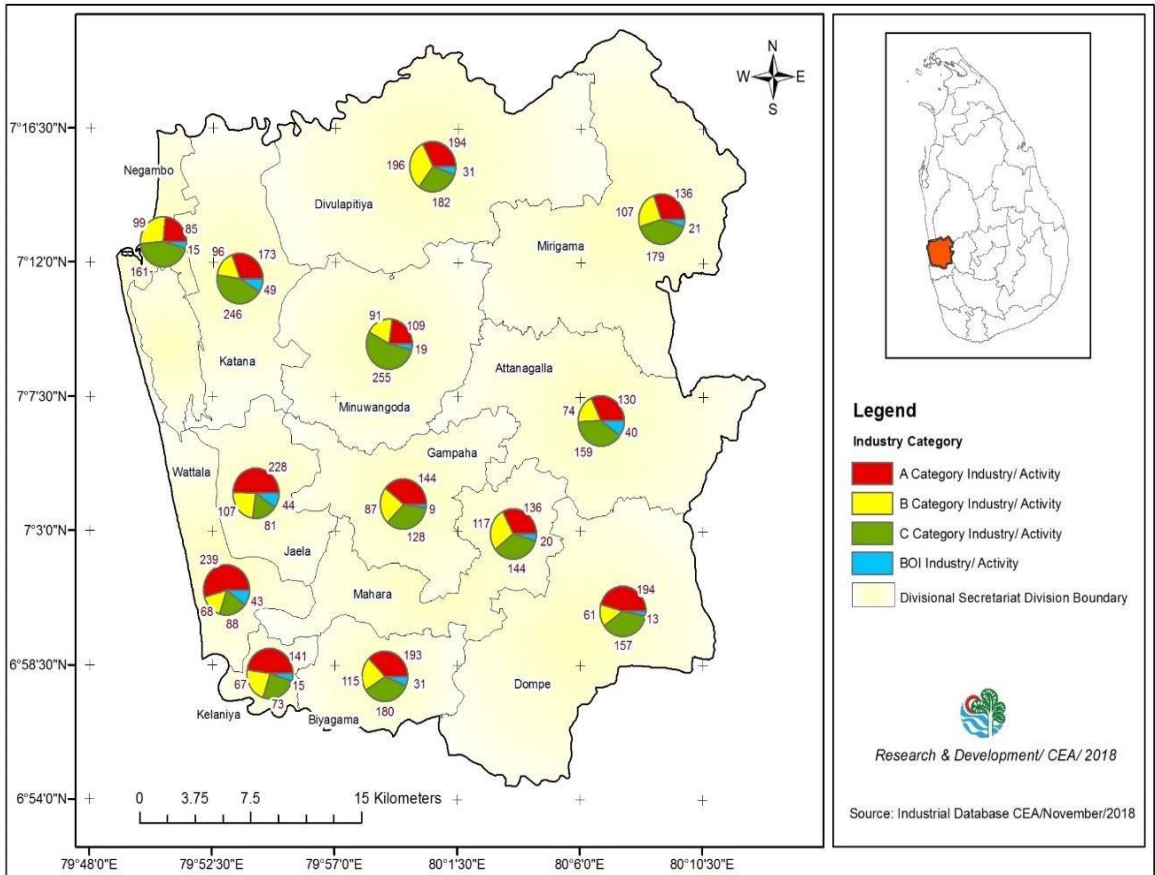 N
W E
S
7°16'30"N
7°12'0"N
7°7'30"N
7°3'0"N
6°58'30"N
6°54'0"N
79°48'0"E 79°52'30"E 79°57'0"E 80°1'30"E 80°6'0"E 80°10'30"E
Negambo
99 85
15
161
96 173
49
246
Katana
Divulapitiya
194
196 31
182
136
107 21
179
Mirigama
91 109
19
255
Minuwangoda
Attanagalla
130
74 40
159
Wattala
228
107 44
81
Jaela
Gampaha
144
87 9
128
136
117 20
144
Mahara
239
68 43
88
141
67 15
73
Kelaniya
193
115 31
180
Biyagama
194
61 13
157
Dompe
0 3.75 7.5 15 Kilometers
Legend
Industry Category
A Category Industry/ Activity
B Category Industry/ Activity
C Category Industry/ Activity
BOI Industry/ Activity
Divisional Secretariat Division Boundary
Research & Development/ CEA/ 2018
Source: Industrial Database CEA/November/2018